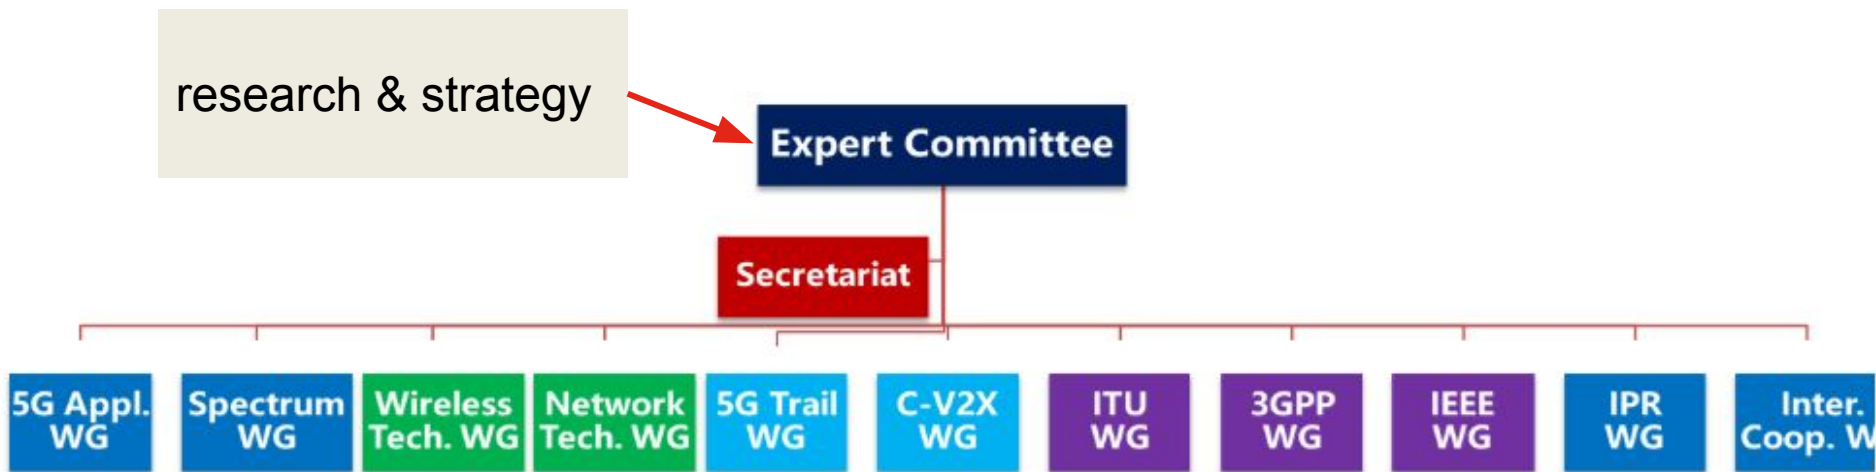 research & strategy
Expert Committee
Secretariat
5G Appl.
WG
Spectrum
WG
Wireless
Tech. WG
Network
Tech. WG
5G Trail
WG
C-V2X
WG
ITU
WG
3GPP
WG
IEEE
WG
IPR
WG
Inter.
Coop.